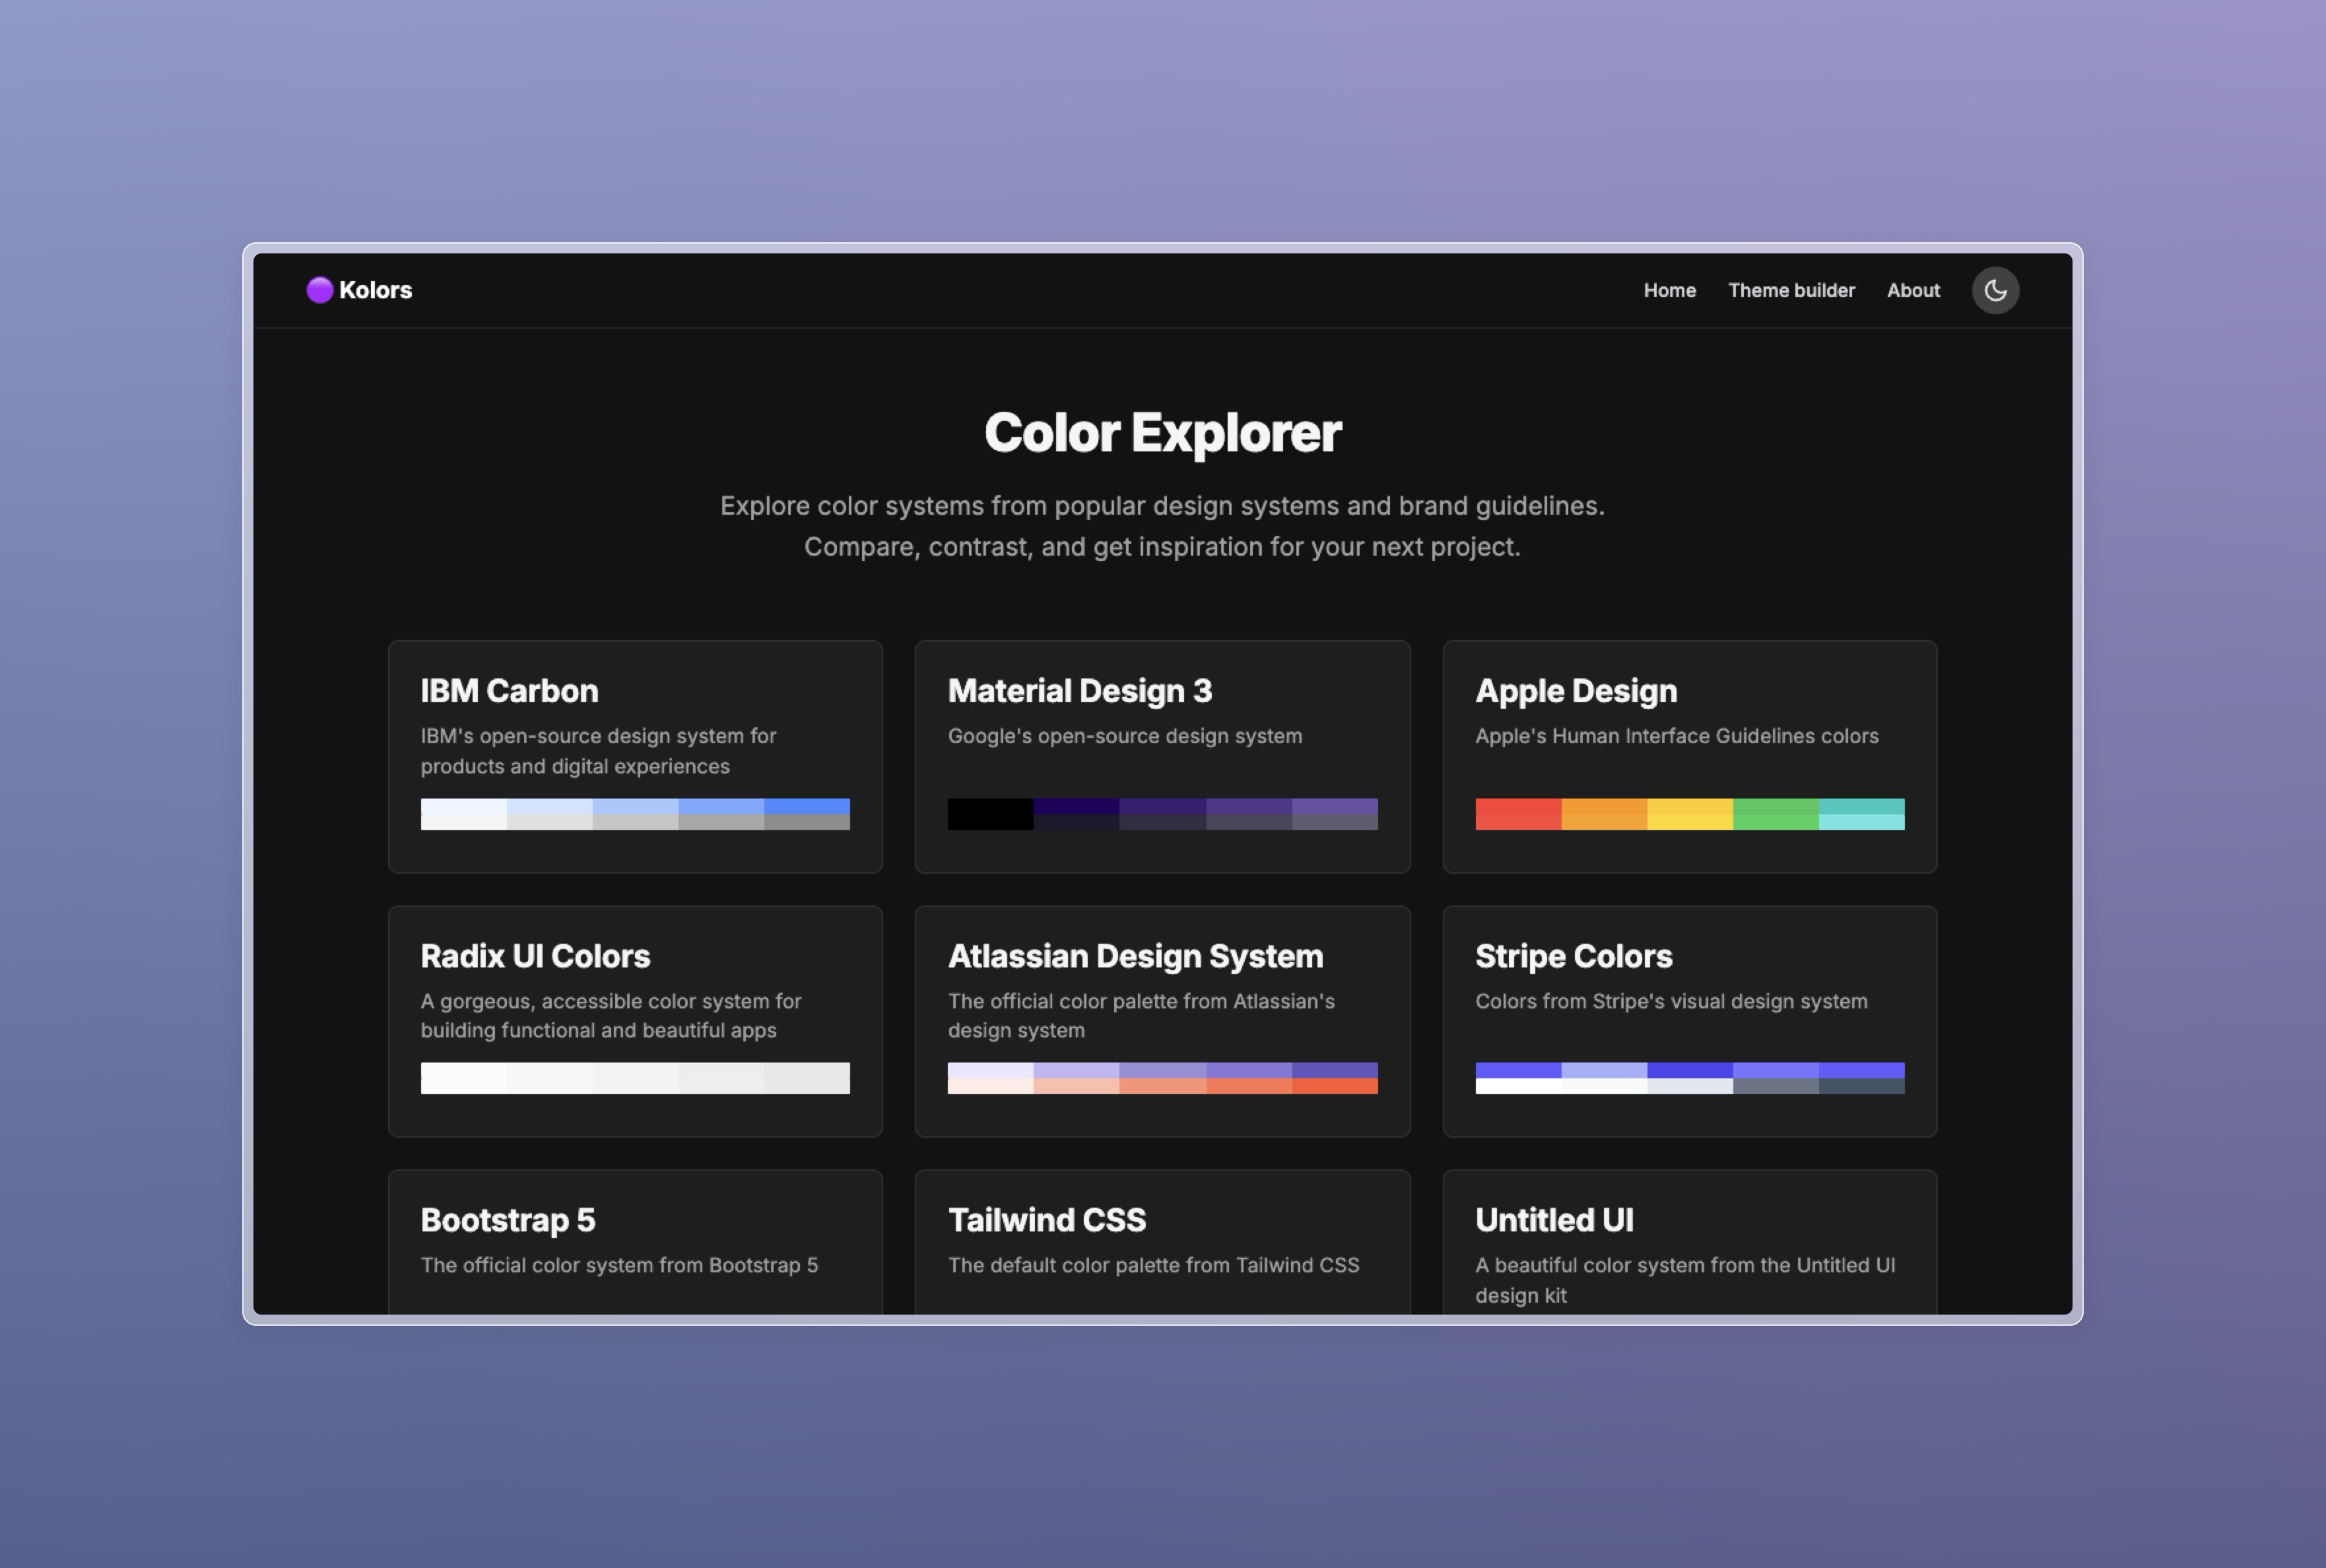 Kolors
Home
Theme builder
About
Color Explorer
Explore color systems from popular design systems and brand guidelines.
Compare, contrast, and get inspiration for your next project.
IBM Carbon
IBM's open-source design system for
products and digital experiences
Material Design 3
Google's open-source design system
Apple Design
Apple's Human Interface Guidelines colors
Radix UI Colors
A gorgeous, accessible color system for
building functional and beautiful apps
Atlassian Design System
The official color palette from Atlassian's
design system
Stripe Colors
Colors from Stripe's visual design system
Bootstrap 5
The official color system from Bootstrap 5
Tailwind CSS
The default color palette from Tailwind CSS
Untitled UI
A beautiful color system from the Untitled UI
design kit